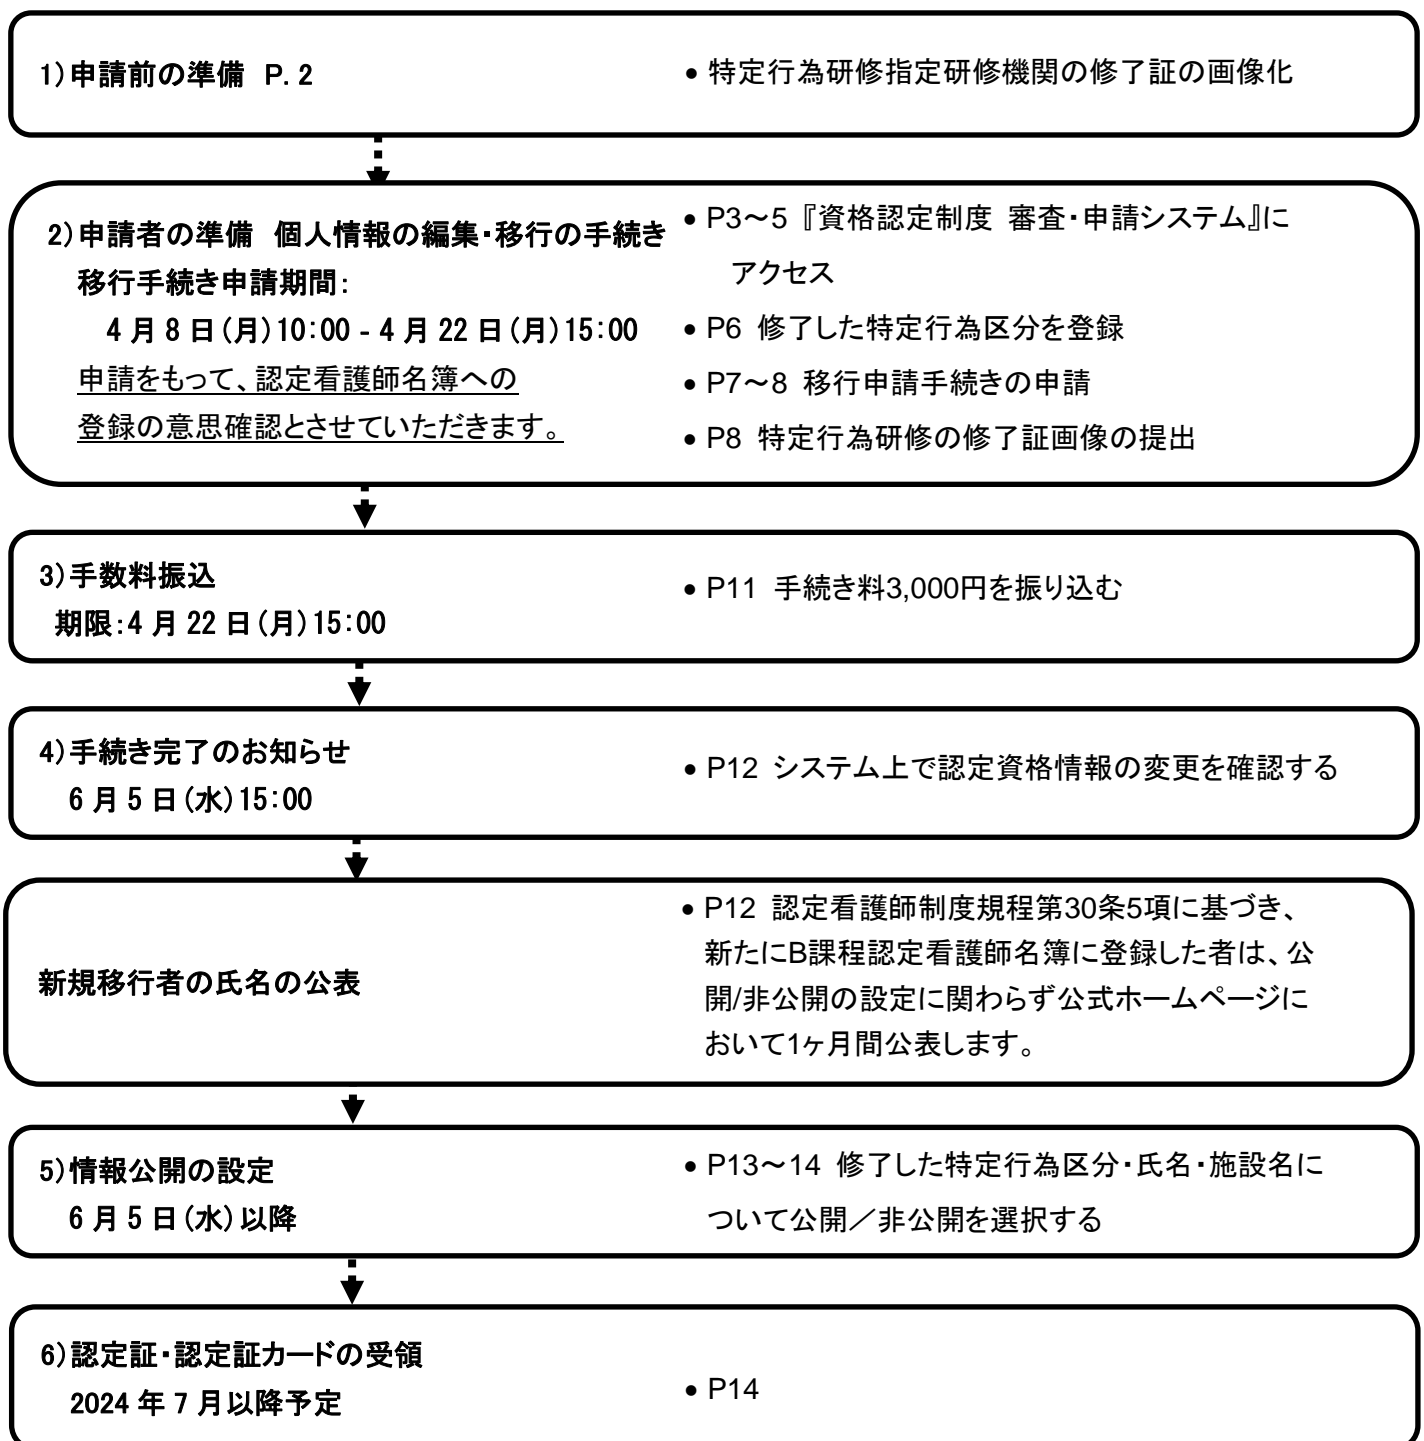 1)申請前の準備 P.2
• 特定行為研修指定研修機関の修了証の画像化
2)申請者の準備 個人情報の編集・移行の手続き
移行手続き申請期間:
4月8日(月)10:00 - 4月22日(月)15:00
申請をもって、認定看護師名簿への
登録の意思確認とさせていただきます。
• P3～5『資格認定制度 審査・申請システム』に
アクセス
• P6 修了した特定行為区分を登録
• P7～8 移行申請手続きの申請
• P8 特定行為研修の修了証画像の提出
3)手数料振込
期限:4月22日(月)15:00
• P11 手続き料3,000円を振り込む
4)手続き完了のお知らせ
6月5日(水)15:00
• P12 システム上で認定資格情報の変更を確認する
新規移行者の氏名の公表
• P12 認定看護師制度規程第30条5項に基づき、
新たにB課程認定看護師名簿に登録した者は、公
開/非公開の設定に関わらず公式ホームページに
おいて1ヶ月間公表します。
5)情報公開の設定
6月5日(水)以降
• P13～14 修了した特定行為区分・氏名・施設名に
ついて公開／非公開を選択する
6)認定証・認定証カードの受領
2024年7月以降予定
• P14